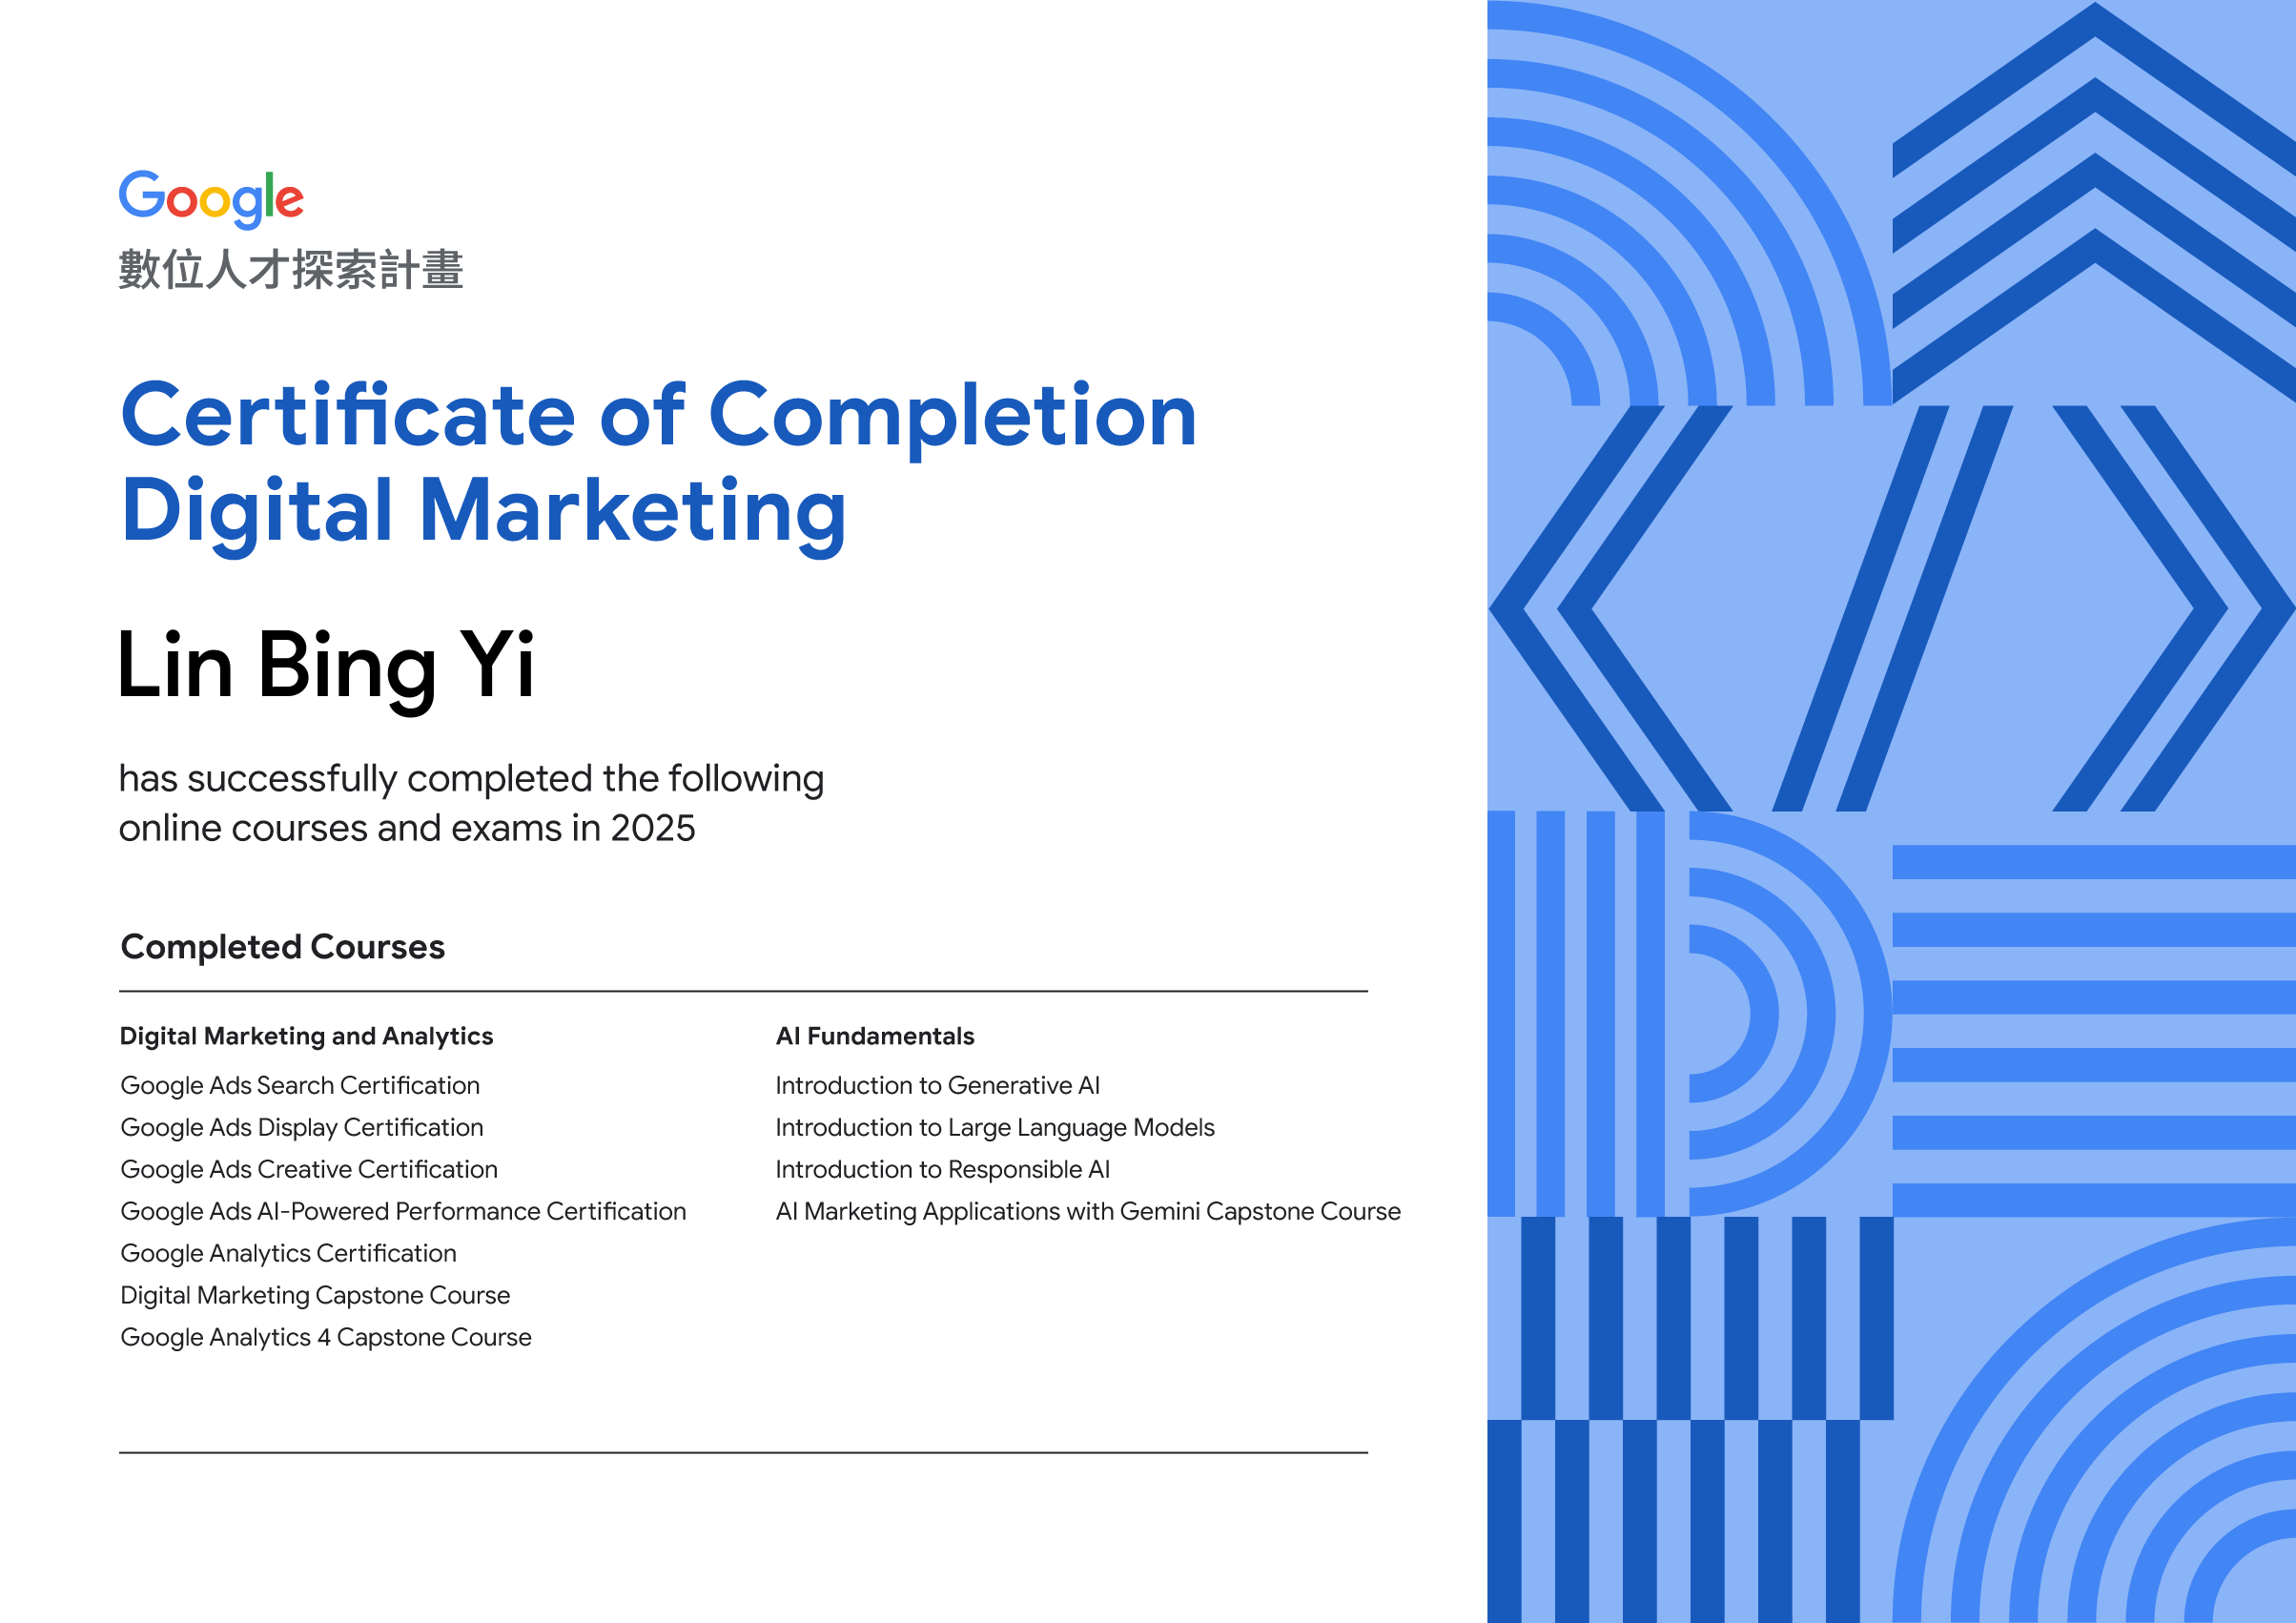 Google
數位人才探索計畫
Certificate of Completion
Digital Marketing
Lin Bing Yi
has successfully completed the following
online courses and exams in 2025
Completed Courses
Digital Marketing and Analytics
Google Ads Search Certification
Google Ads Display Certification
Google Ads Creative Certification
Google Ads AI-Powered Performance Certification
Google Analytics Certification
Digital Marketing Capstone Course
Google Analytics 4 Capstone Course
AI Fundamentals
Introduction to Generative AI
Introduction to Large Language Models
Introduction to Responsible AI
AI Marketing Applications with Gemini Capstone Course